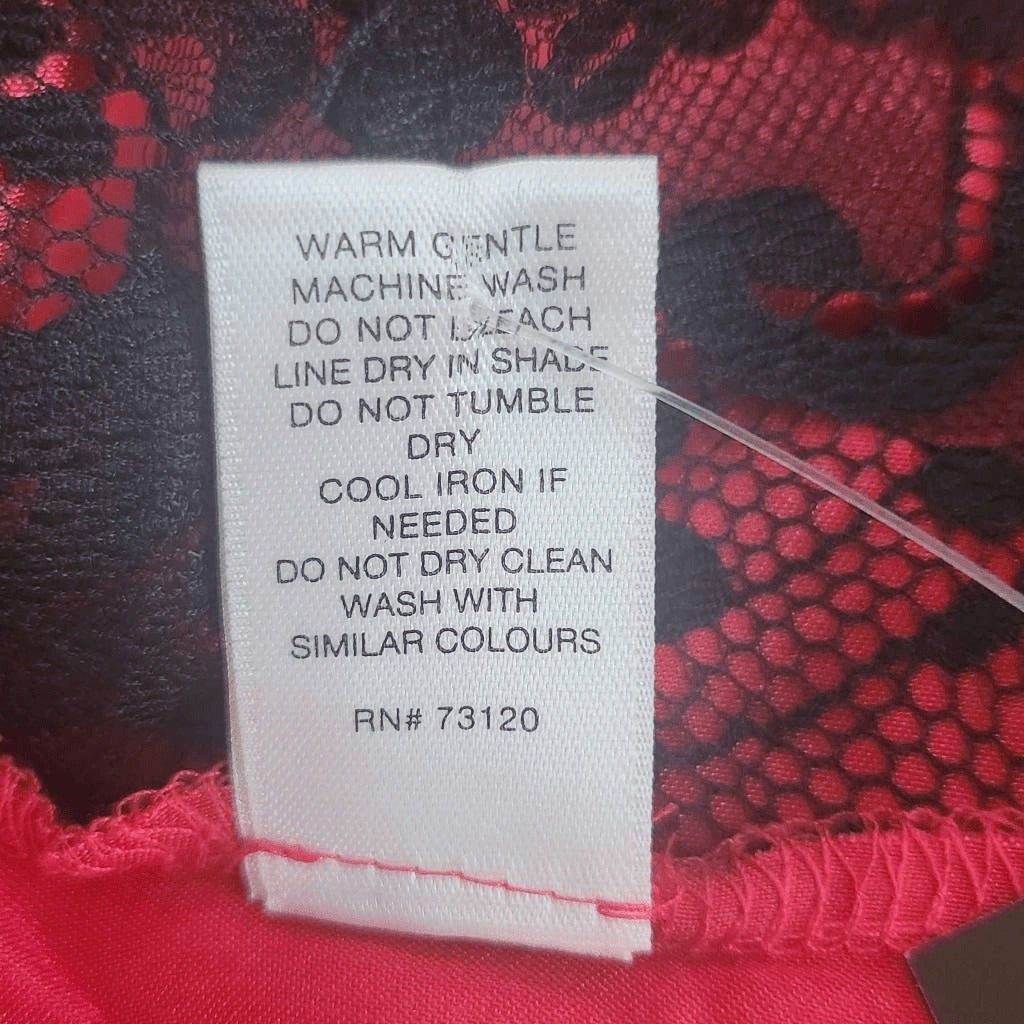 WARM GENTLE
MACHINE WASH
DO NOT BLEACH
LINE DRY IN SHADE
DO NOT TUMBLE
DRY
COOL IRON IF
NEEDED
DO NOT DRY CLEAN
WASH WITH
SIMILAR COLOURS
RN# 73120